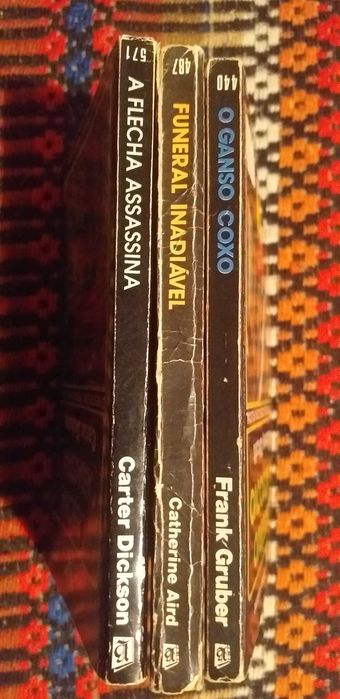 571
A FLECHA ASSASSINA
Carter Dickson
487
FUNERAL INADIÁVEL
Catherine Aird
440
O GANSO COXO
Frank Gruber